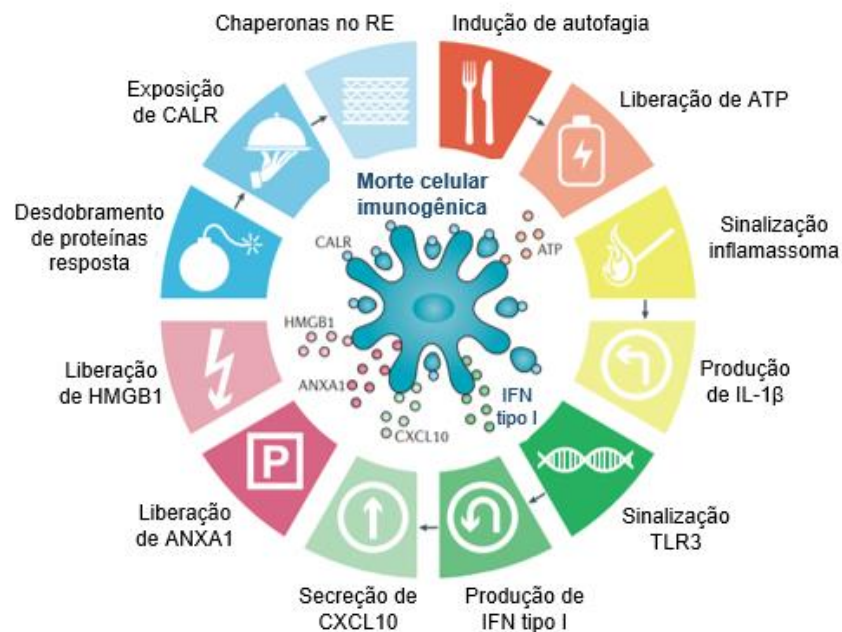 Chaperonas no RE
Indução de autofagia
Exposição
de CALR
Liberação de ATP
Morte celular
imunogênica
Desdobramento
de proteínas
resposta
CALR
ATP
Sinalização
inflamassoma
HMGB1
Liberação
de HMGB1
ANXA1
IFN
tipo I
CXCL10
Produção
de IL-1β
P
Liberação
de ANXA1
Sinalização
TLR3
Secreção de
CXCL10
Produção de
IFN tipo I